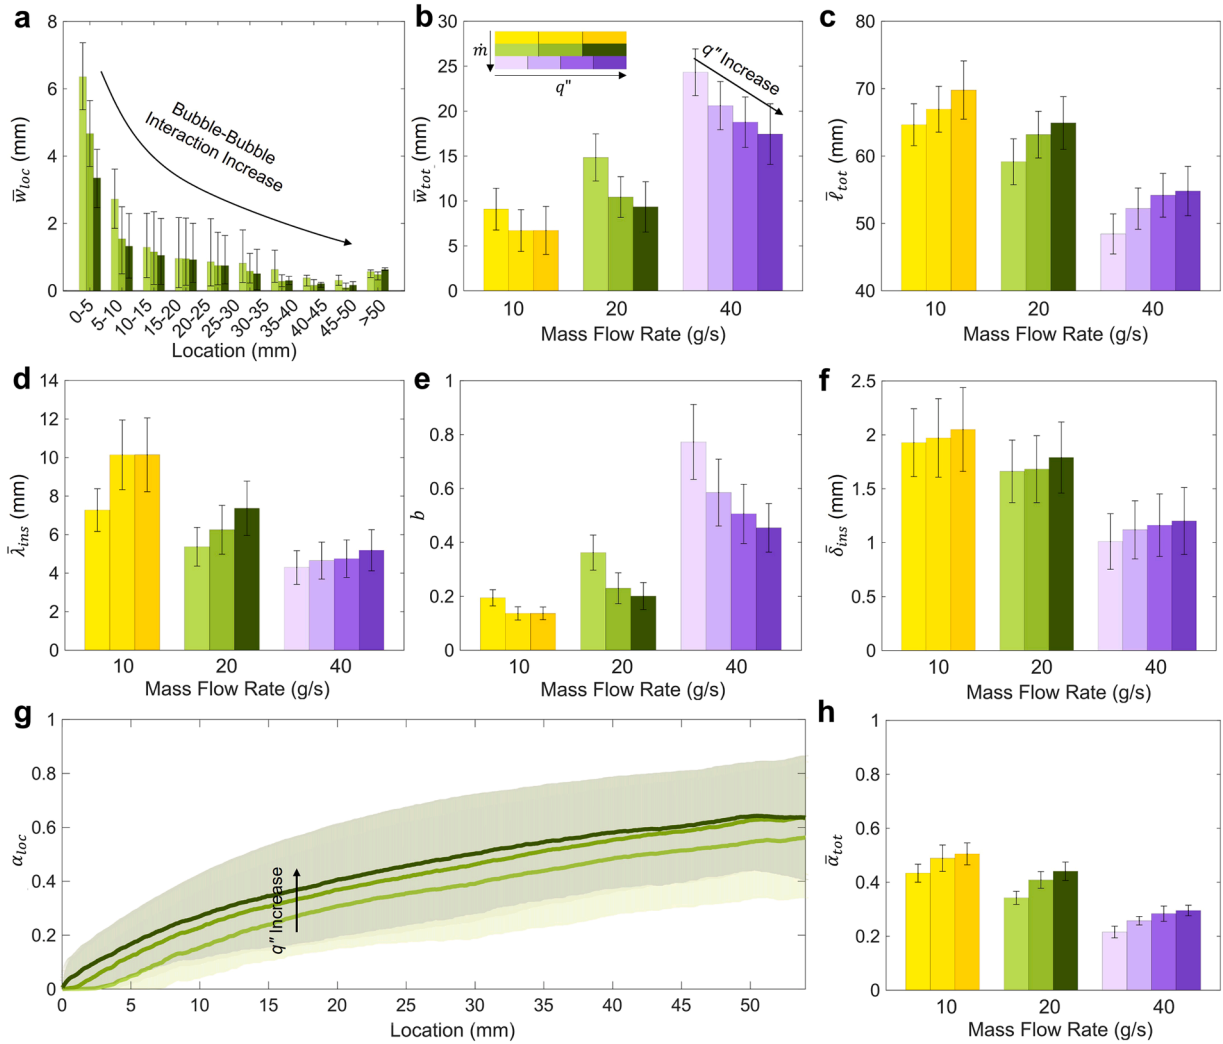 a
8
6
4
2
0
w̄loc (mm)
Bubble-Bubble
Interaction Increase
0-5
5-10
10-15
15-20
20-25
25-30
30-35
35-40
40-45
45-50
>50
Location (mm)
b
30
25
20
15
10
5
0
w̄tot (mm)
ṁ
q"
q" Increase
10
20
40
Mass Flow Rate (g/s)
c
80
70
60
50
40
ℓ̄tot (mm)
10
20
40
Mass Flow Rate (g/s)
d
14
12
10
8
6
4
2
0
λ̄ins (mm)
10
20
40
Mass Flow Rate (g/s)
e
1
0.8
0.6
0.4
0.2
0
b
10
20
40
Mass Flow Rate (g/s)
f
2.5
2
1.5
1
0.5
0
δ̄ins (mm)
10
20
40
Mass Flow Rate (g/s)
g
1
0.8
0.6
0.4
0.2
0
αloc
q" Increase
0
5
10
15
20
25
30
35
40
45
50
Location (mm)
h
1
0.8
0.6
0.4
0.2
0
ᾱtot
10
20
40
Mass Flow Rate (g/s)